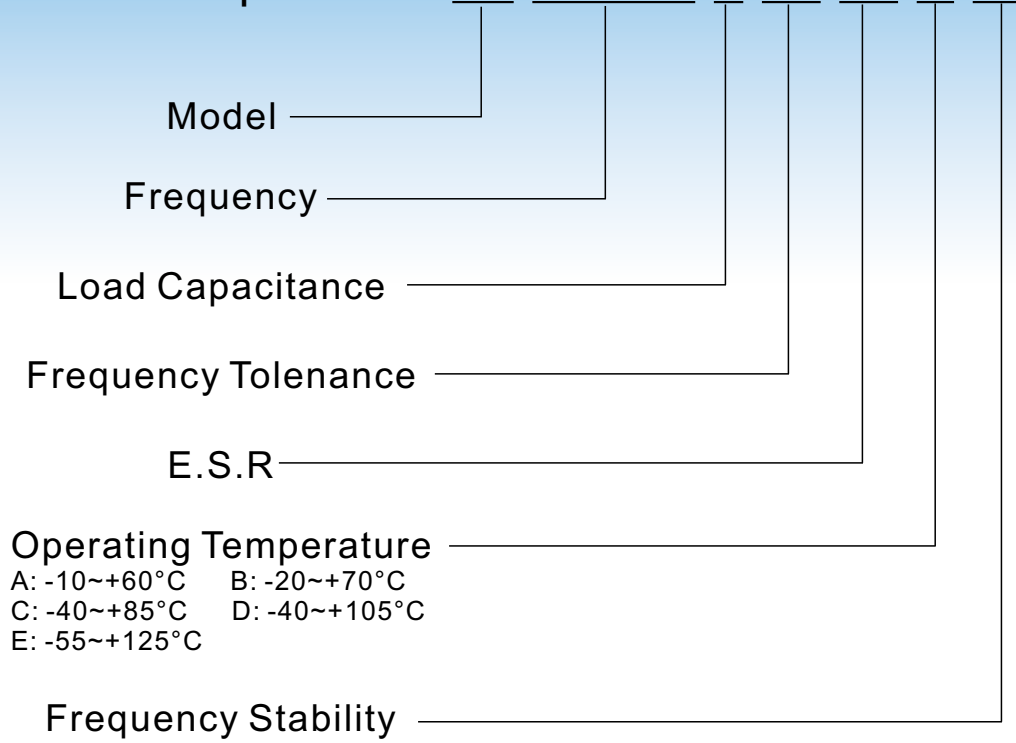 Model
Frequency
Load Capacitance
Frequency Tolenance
E.S.R
Operating Temperature
A: -10~+60°C B: -20~+70°C
C: -40~+85°C D: -40~+105°C
E: -55~+125°C
Frequency Stability